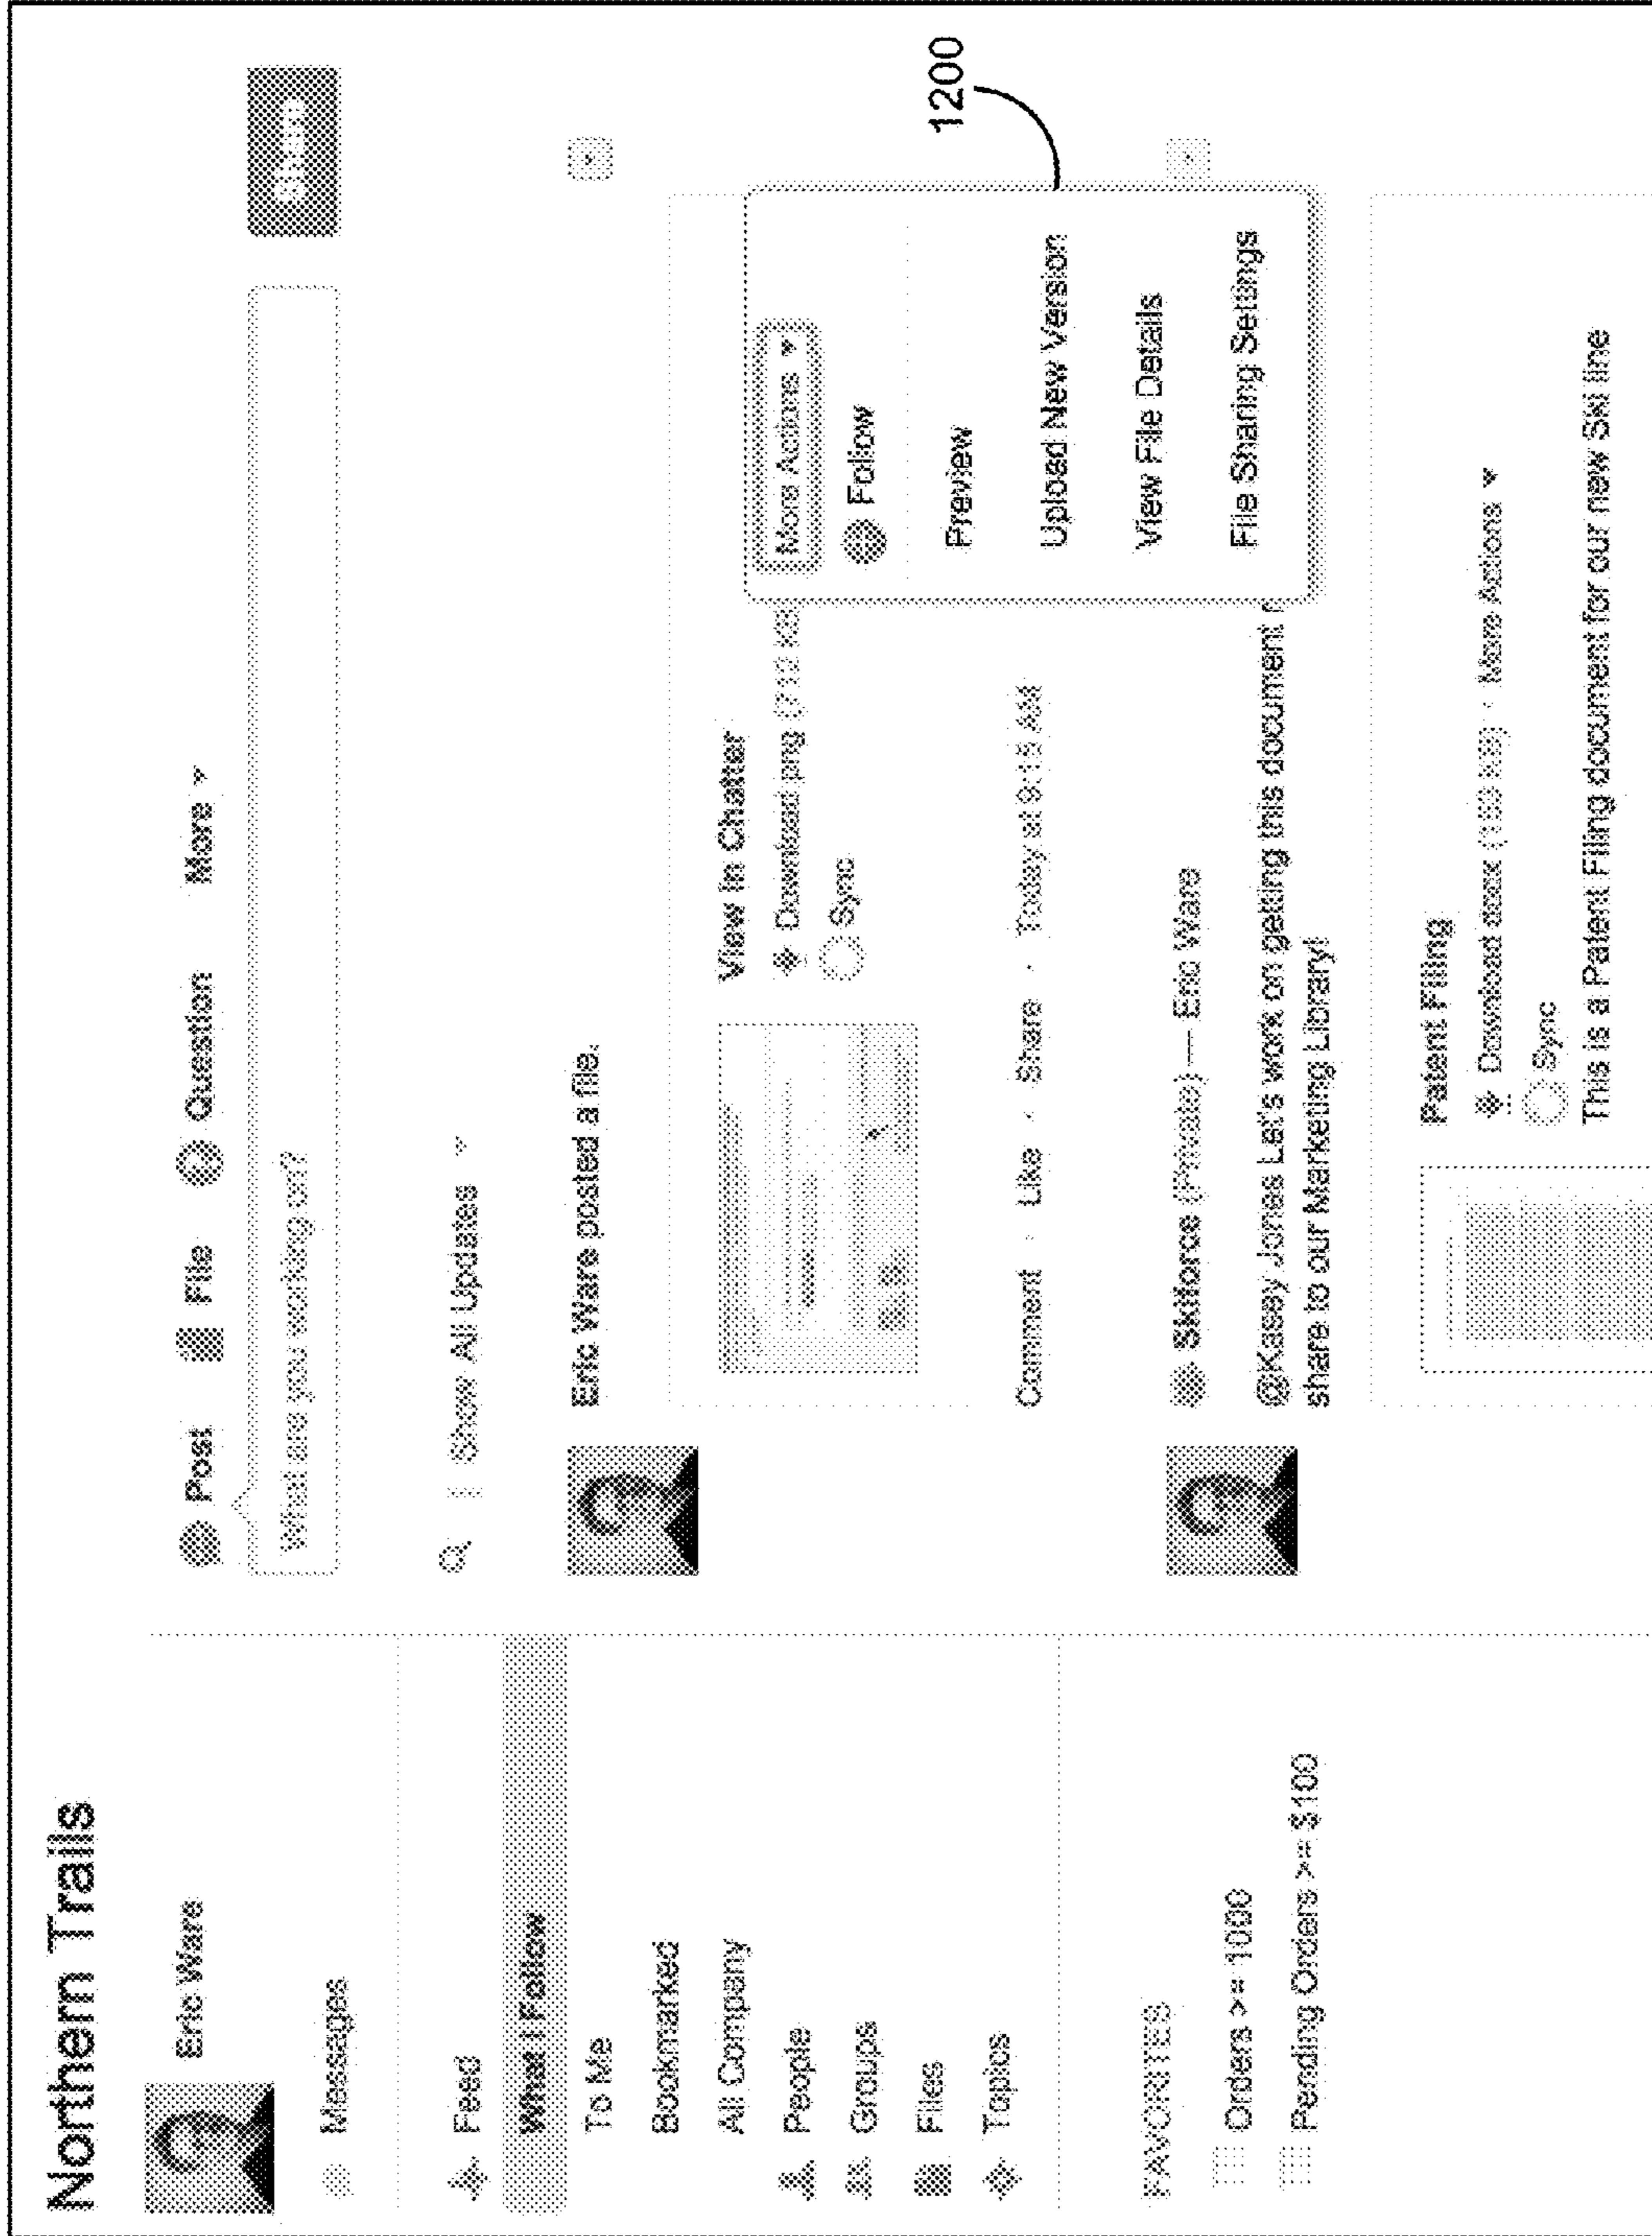 Northern Trails
Eric Ware
Messages
Feed
What I Follow
To Me
Bookmarked
All Company
People
Groups
Files
Topics
FAVORITES
Orders >= 1000
Pending Orders >= $100
Post File Question More
What are you working on?
Share
Show All Updates
Eric Ware posted a file.
View in Chatter
Download png (
Sync
More Actions
Follow
Preview
Upload New Version
View File Details
File Sharing Settings
1200
Comment · Like · Share · Today at 9:15 AM
Skiforce (Private) — Eric Ware
@Kasey Jones Let's work on getting this document
share to our Marketing Library!
Patent Filing
Download docx ( · More Actions
Sync
This is a Patent Filing document for our new Ski line